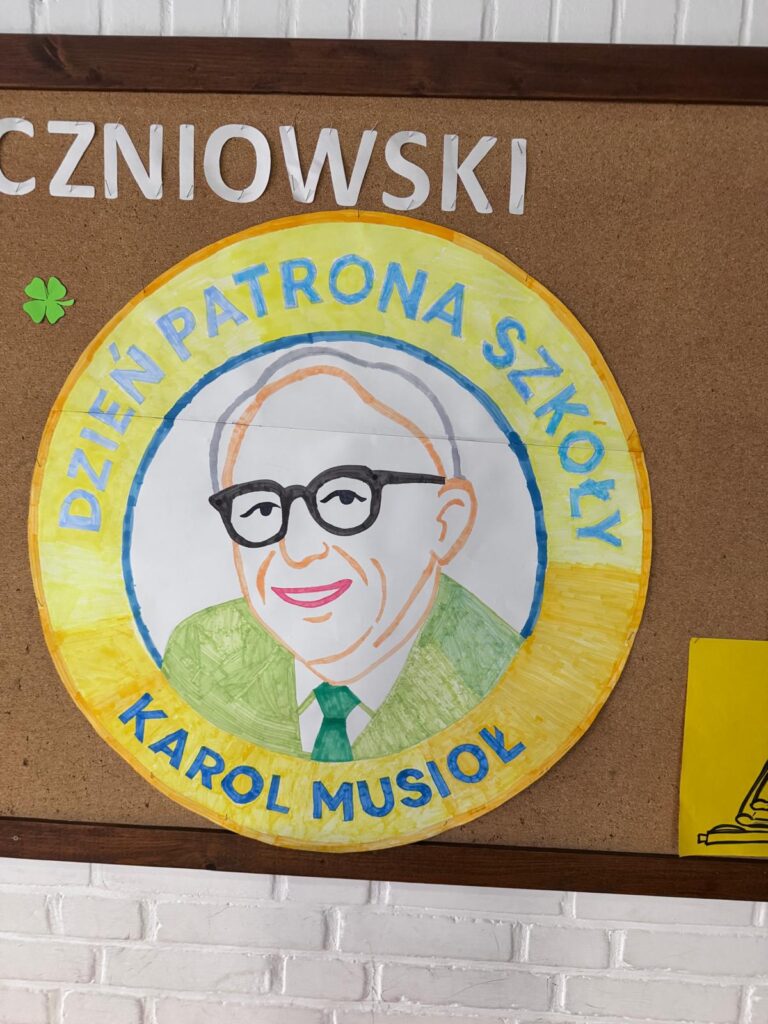 CZNIOWSKI
DZIEŃ PATRONA SZKOŁY
KAROL MUSIOŁ